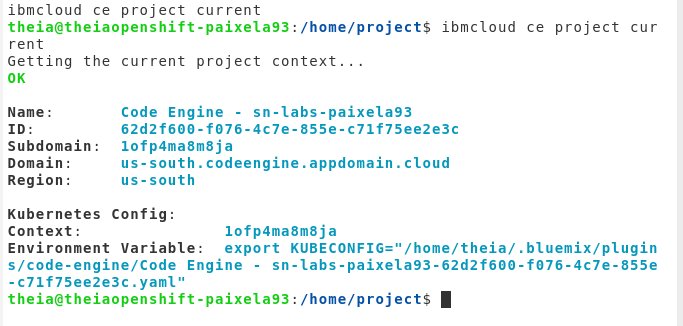 ibmcloud ce project current
theia@theiaopenshift-paixela93:/home/project$ ibmcloud ce project cur
rent
Getting the current project context...
OK
Name:       Code Engine - sn-labs-paixela93
ID:         62d2f600-f076-4c7e-855e-c71f75ee2e3c
Subdomain:  1ofp4ma8m8ja
Domain:     us-south.codeengine.appdomain.cloud
Region:     us-south
Kubernetes Config:
Context:               1ofp4ma8m8ja
Environment Variable:  export KUBECONFIG="/home/theia/.bluemix/plugin
s/code-engine/Code Engine - sn-labs-paixela93-62d2f600-f076-4c7e-855e
-c71f75ee2e3c.yaml"
theia@theiaopenshift-paixela93:/home/project$